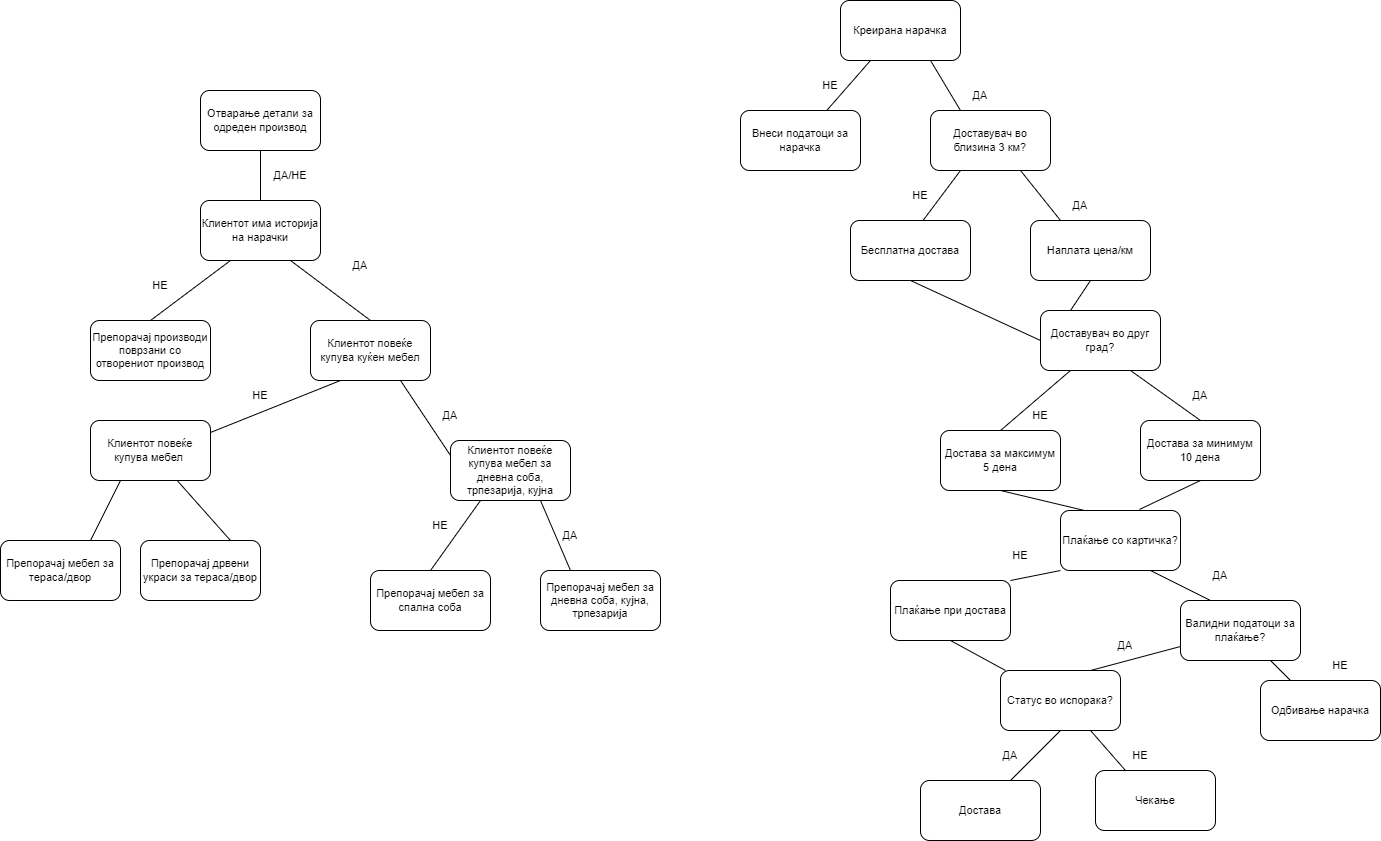 Отварање детали за
одреден производ
ДА/НЕ
Клиентот има историја
на нарачки
НЕ
ДА
Препорачај производи
поврзани со
отворениот производ
Клиентот повеќе
купува куќен мебел
НЕ
ДА
Клиентот повеќе
купува мебел
Клиентот повеќе
купува мебел за
дневна соба,
трпезарија, кујна
НЕ
ДА
Препорачај мебел за
тераса/двор
Препорачај дрвени
украси за тераса/двор
Препорачај мебел за
спална соба
Препорачај мебел за
дневна соба, кујна,
трпезарија
Креирана нарачка
НЕ
ДА
Внеси податоци за
нарачка
Доставувач во
близина 3 км?
НЕ
ДА
Бесплатна достава
Наплата цена/км
Доставувач во друг
град?
НЕ
ДА
Достава за максимум
5 дена
Достава за минимум
10 дена
Плаќање со картичка?
НЕ
ДА
Плаќање при достава
Валидни податоци за
плаќање?
ДА
НЕ
Статус во испорака?
Одбивање нарачка
ДА
НЕ
Достава
Чекање